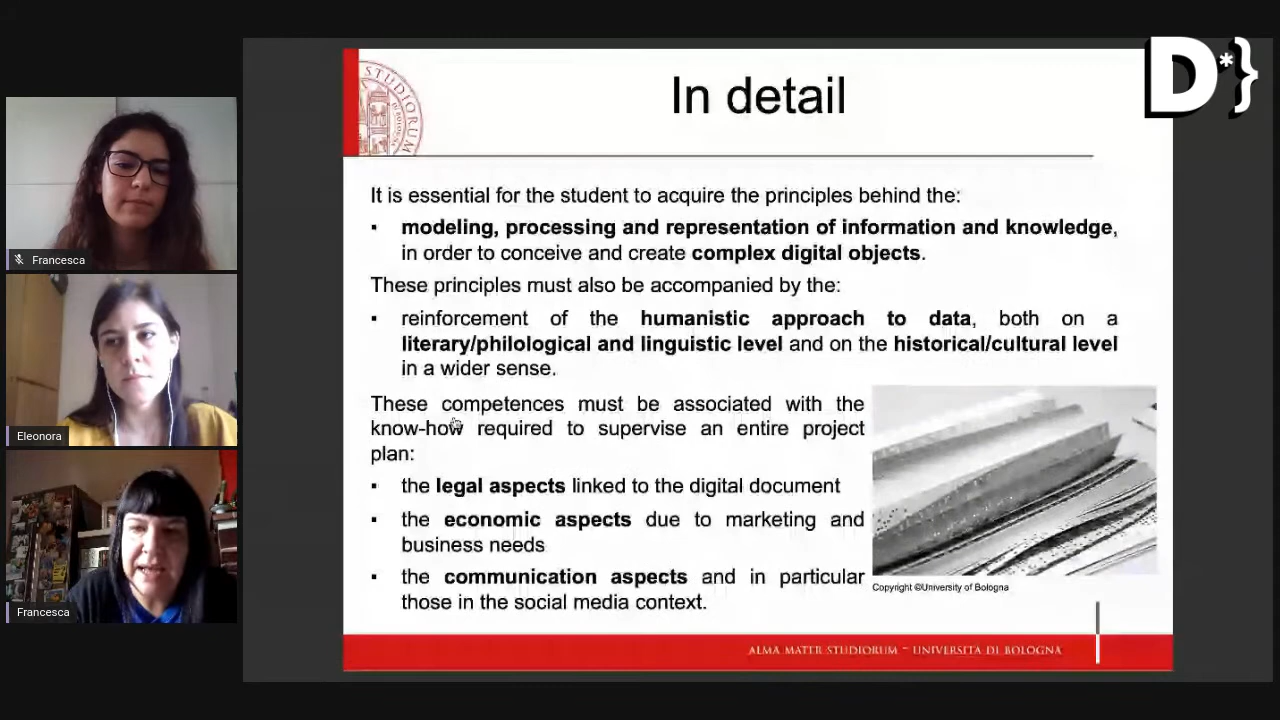 D*}
In detail
STUDIORUM
It is essential for the student to acquire the principles behind the:
▪ modeling, processing and representation of information and knowledge,
in order to conceive and create complex digital objects.
These principles must also be accompanied by the:
▪ reinforcement of the humanistic approach to data, both on a
literary/philological and linguistic level and on the historical/cultural level
in a wider sense.
These competences must be associated with the
know-how required to supervise an entire project
plan:
▪ the legal aspects linked to the digital document
▪ the economic aspects due to marketing and
business needs
▪ the communication aspects and in particular
those in the social media context.
Copyright ©University of Bologna
ALMA MATER STUDIORUM ~ UNIVERSITÀ DI BOLOGNA
Francesca
Eleonora
Francesca